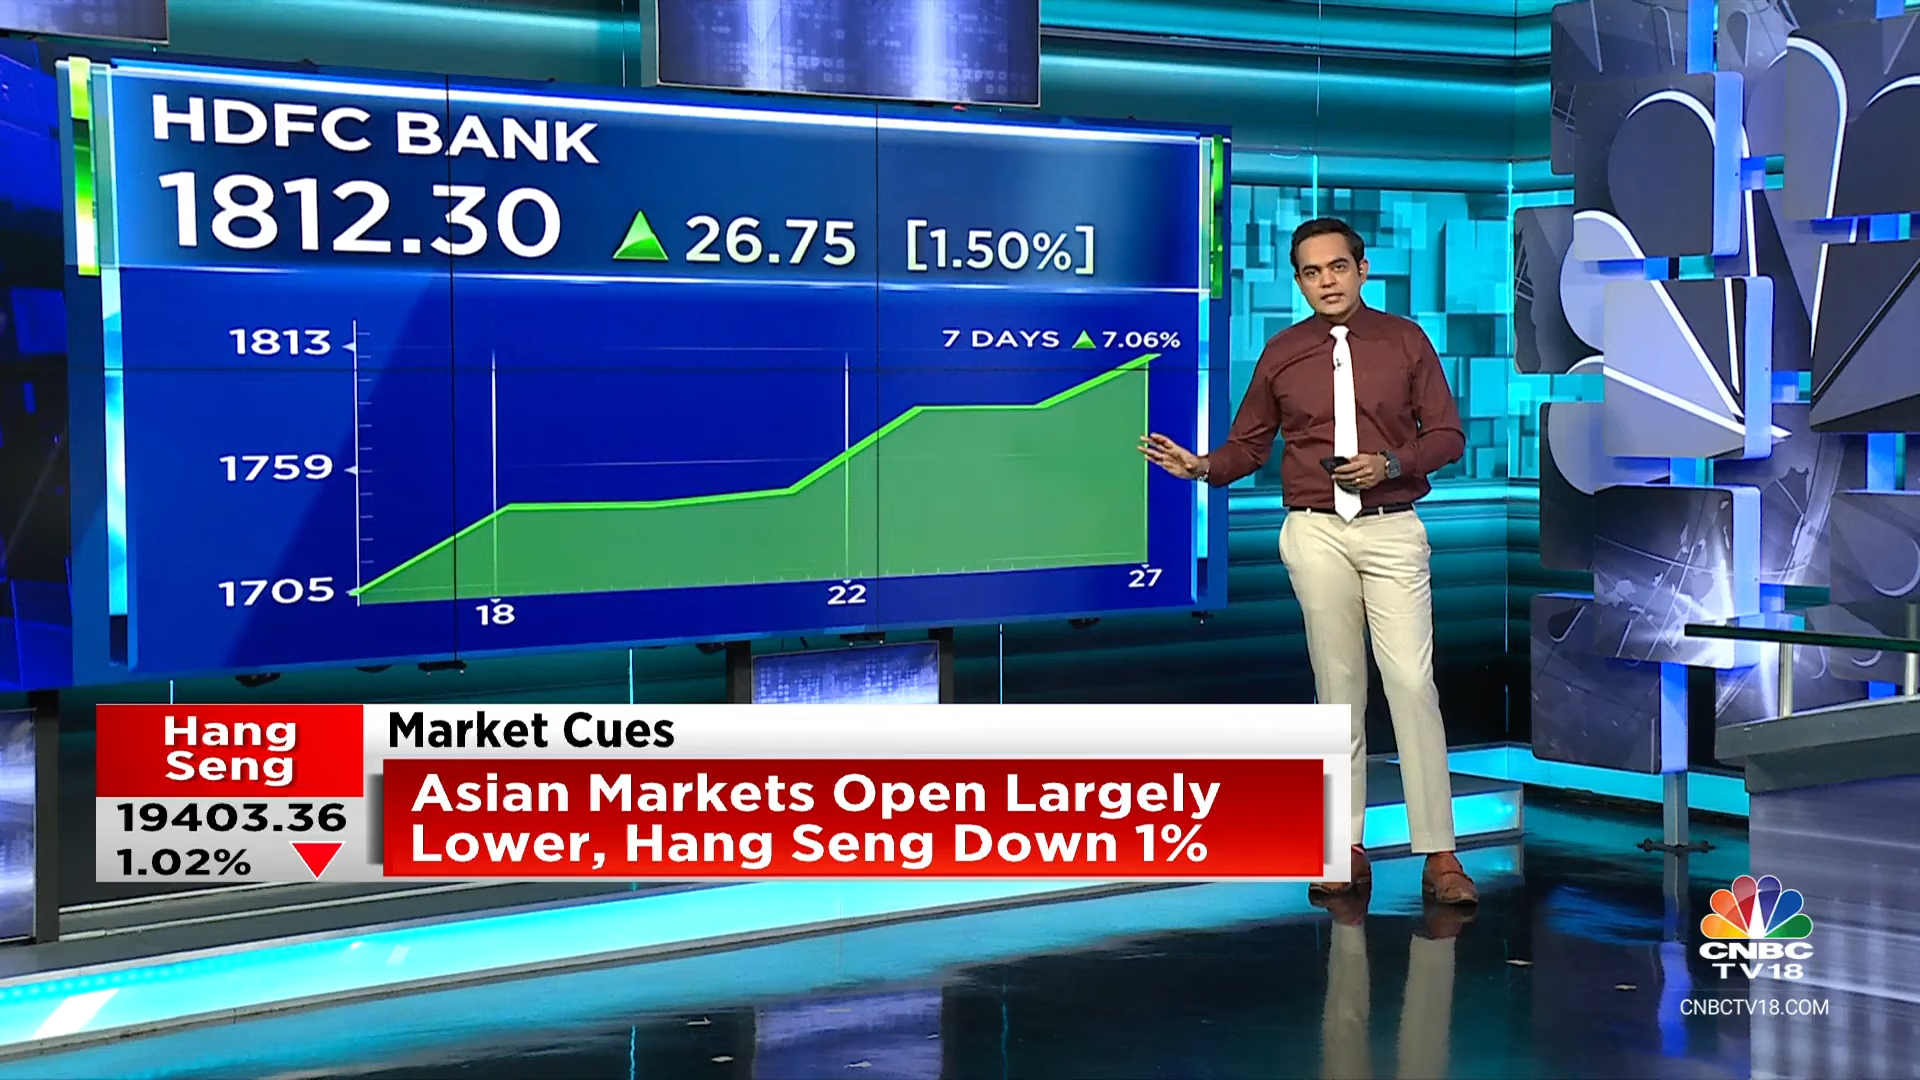 HDFC BANK
1812.30 ▲ 26.75 [1.50%]
7 DAYS ▲ 7.06%
1813
1759
1705
18 22 27
Hang
Seng
19403.36
1.02% ▼
Market Cues
Asian Markets Open Largely
Lower, Hang Seng Down 1%
CNBC
TV18
CNBCTV18.COM